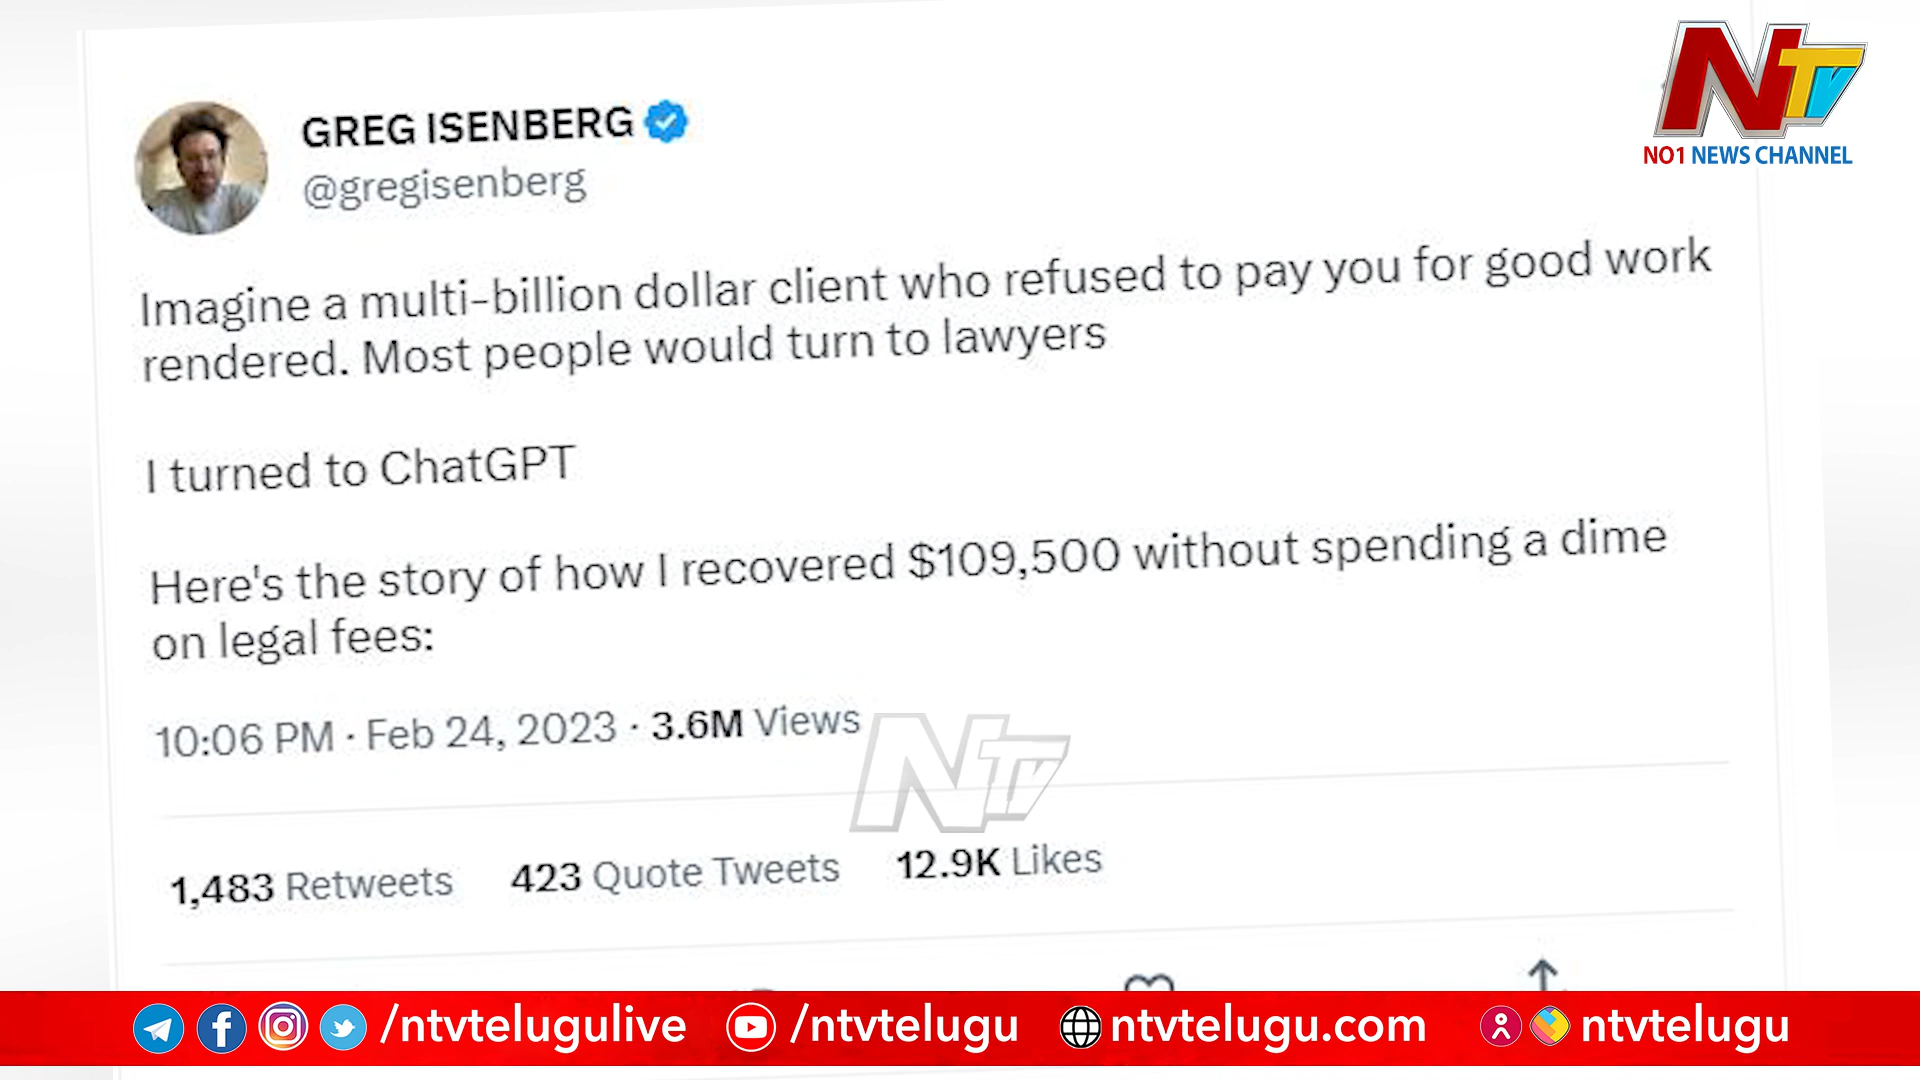 NTV
NO1 NEWS CHANNEL
GREG ISENBERG
@gregisenberg
Imagine a multi-billion dollar client who refused to pay you for good work
rendered. Most people would turn to lawyers
I turned to ChatGPT
Here's the story of how I recovered $109,500 without spending a dime
on legal fees:
10:06 PM · Feb 24, 2023 · 3.6M Views
NTV
1,483 Retweets 423 Quote Tweets 12.9K Likes
/ntvtelugulive /ntvtelugu ntvtelugu.com ntvtelugu